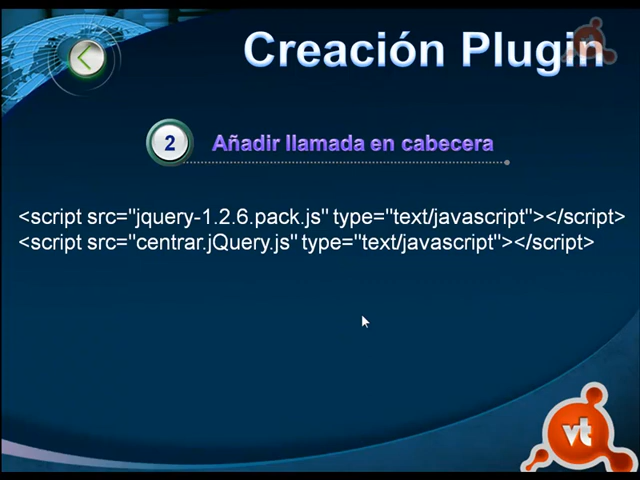 Creación Plugin
2
Añadir llamada en cabecera
<script src="jquery-1.2.6.pack.js" type="text/javascript"></script>
<script src="centrar.jQuery.js" type="text/javascript"></script>
vt